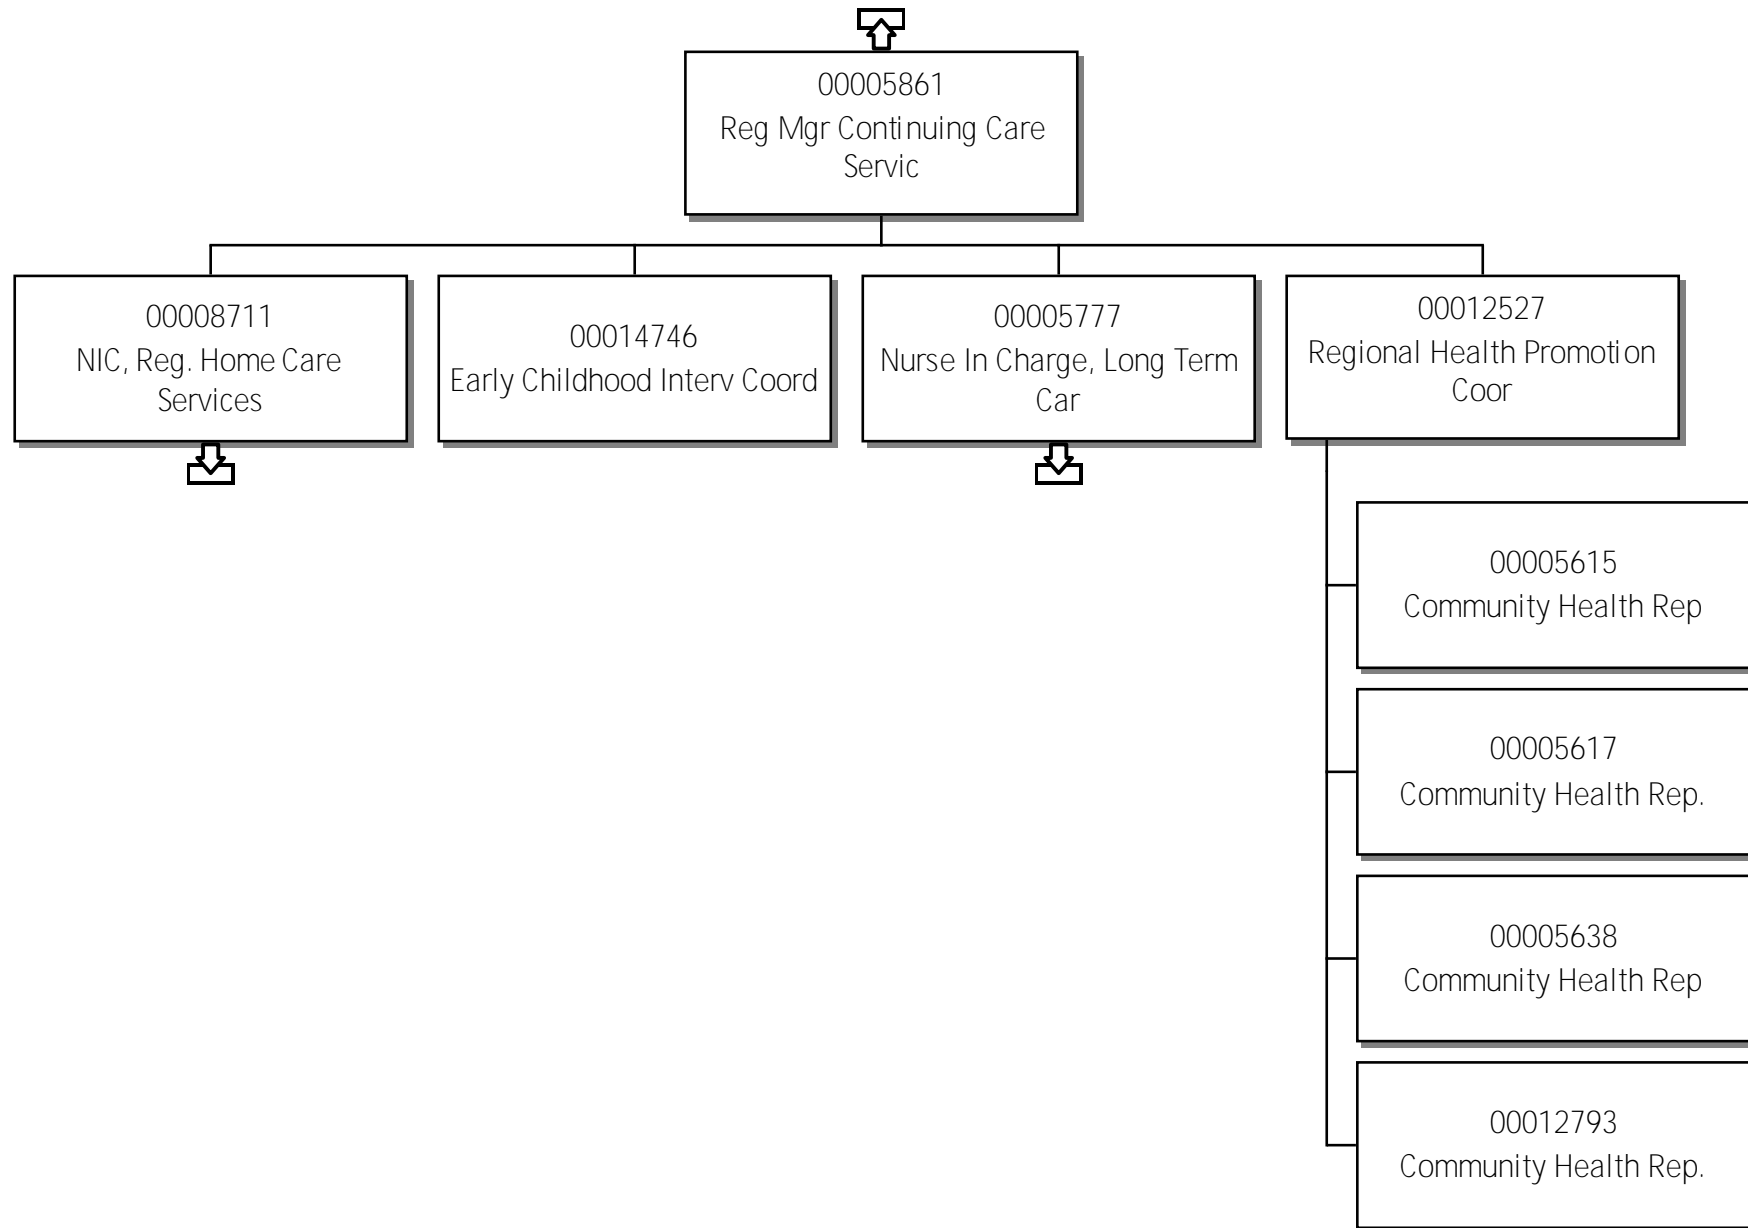 00005861
Reg Mgr Continuing Care
Servic
00008711
NIC, Reg. Home Care
Services
00014746
Early Childhood Interv Coord
00005777
Nurse In Charge, Long Term
Car
00012527
Regional Health Promotion
Coor
00005615
Community Health Rep
00005617
Community Health Rep.
00005638
Community Health Rep
00012793
Community Health Rep.